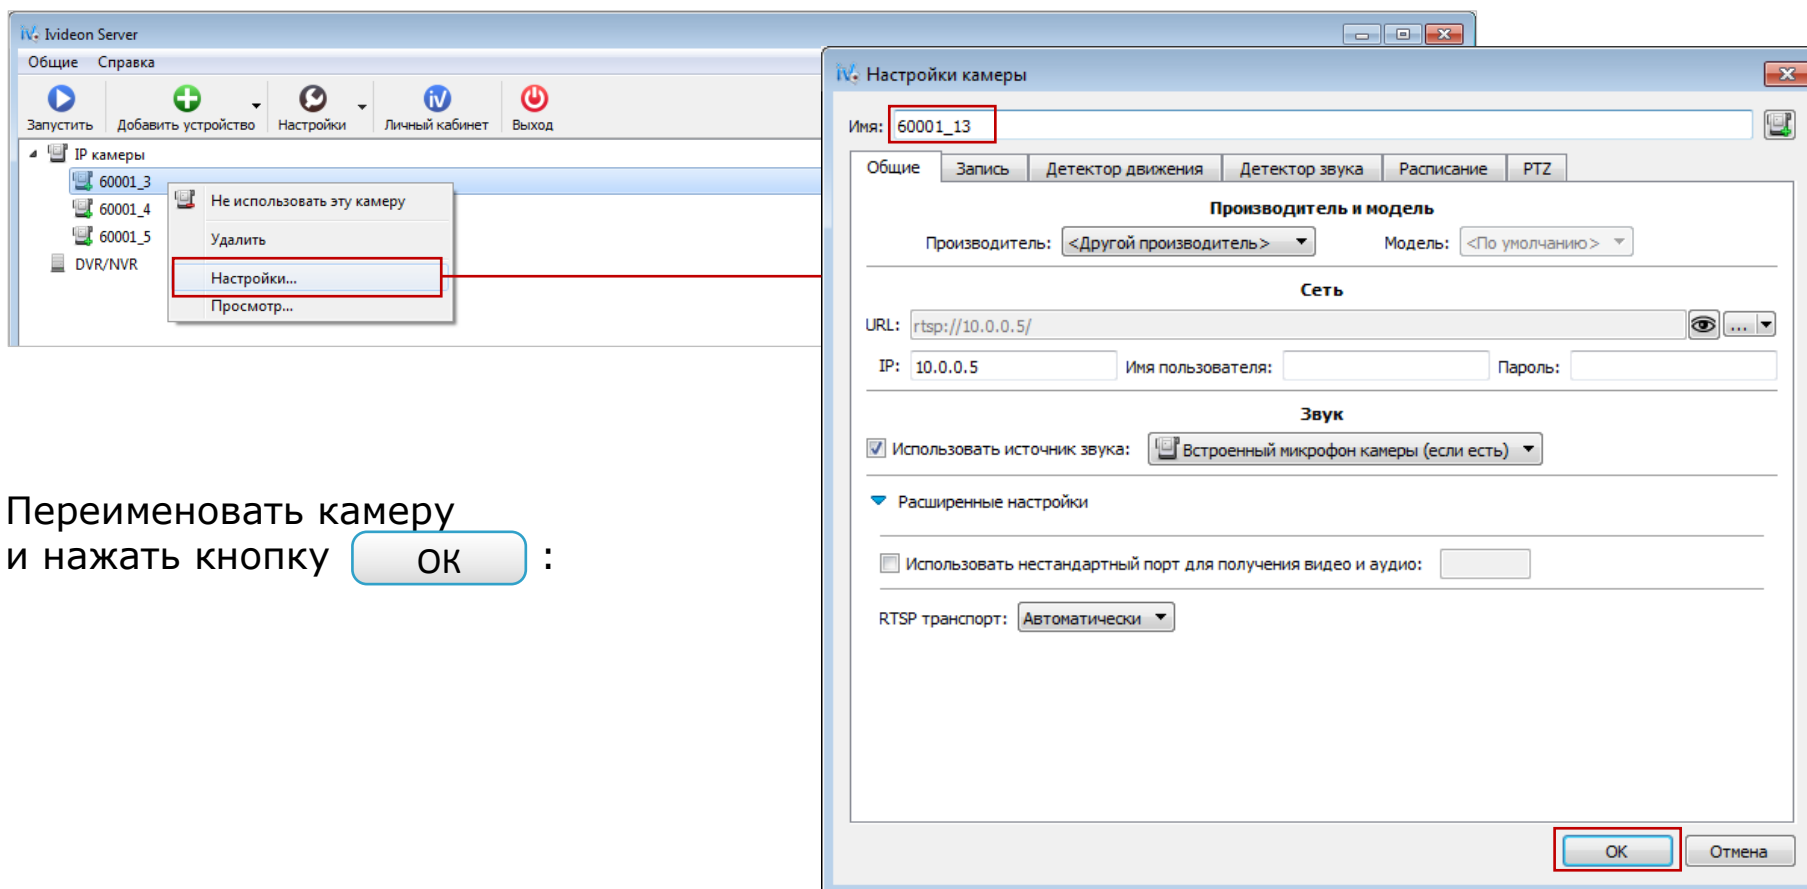 Ivideon Server
Общие Справка
Запустить Добавить устройство Настройки Личный кабинет Выход
IP камеры
60001_3
60001_4
60001_5
DVR/NVR
Не использовать эту камеру
Удалить
Настройки...
Просмотр...
Переименовать камеру
и нажать кнопку ОК :
Настройки камеры
Имя: 60001_13
Общие Запись Детектор движения Детектор звука Расписание PTZ
Производитель и модель
Производитель: <Другой производитель> Модель: <По умолчанию>
Сеть
URL: rtsp://10.0.0.5/ ...
IP: 10.0.0.5 Имя пользователя: Пароль:
Звук
Использовать источник звука: Встроенный микрофон камеры (если есть)
Расширенные настройки
Использовать нестандартный порт для получения видео и аудио:
RTSP транспорт: Автоматически
OK Отмена